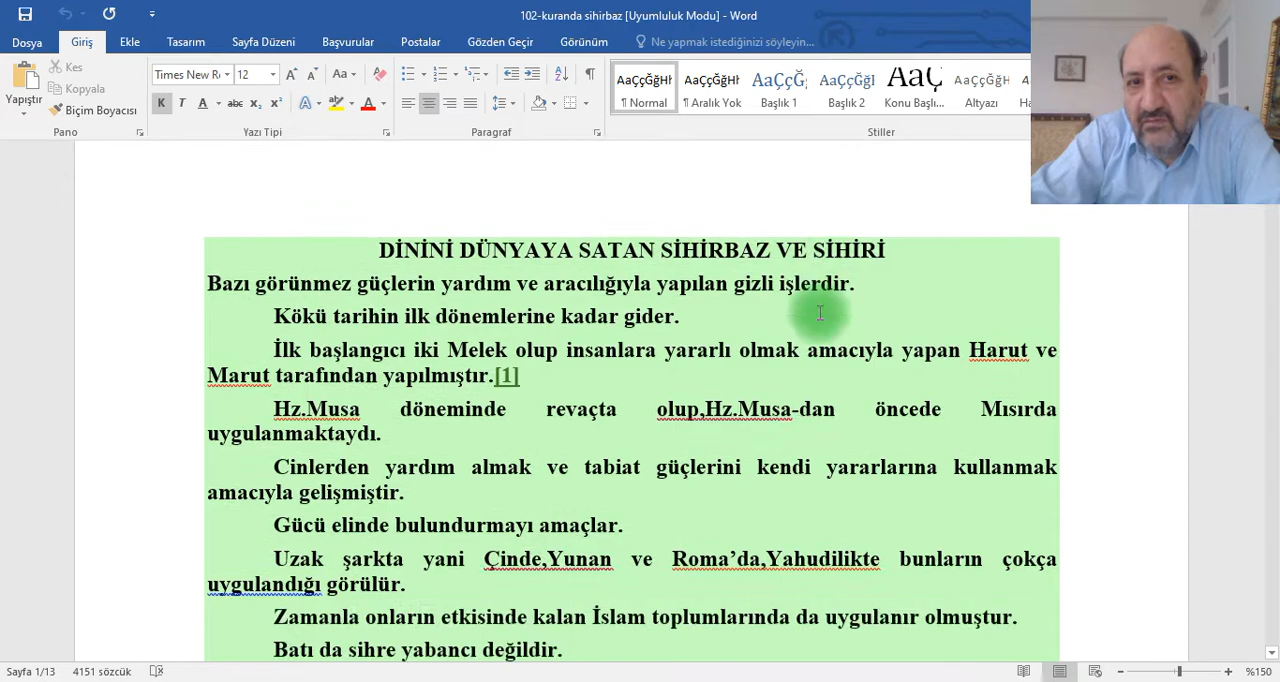 102-kuranda sihirbaz [Uyumluluk Modu] - Word
Dosya Giriş Ekle Tasarım Sayfa Düzeni Başvurular Postalar Gözden Geçir Görünüm Ne yapmak istediğinizi söyleyin...
Yapıştır
Kes
Kopyala
Biçim Boyacısı
Pano
Times New Ro 12
Yazı Tipi
Paragraf
AaÇçĞğHł
¶ Normal
AaÇçĞğHł
¶ Aralık Yok
AaÇçĞ
Başlık 1
AaÇçĞğI
Başlık 2
AaÇ
Konu Başlı...
AaÇçĞğH
Altyazı
Stiller
DİNİNİ DÜNYAYA SATAN SİHİRBAZ VE SİHİRİ
Bazı görünmez güçlerin yardım ve aracılığıyla yapılan gizli işlerdir.
Kökü tarihin ilk dönemlerine kadar gider.
İlk başlangıcı iki Melek olup insanlara yararlı olmak amacıyla yapan Harut ve
Marut tarafından yapılmıştır.[1]
Hz.Musa döneminde revaçta olup,Hz.Musa-dan öncede Mısırda
uygulanmaktaydı.
Cinlerden yardım almak ve tabiat güçlerini kendi yararlarına kullanmak
amacıyla gelişmiştir.
Gücü elinde bulundurmayı amaçlar.
Uzak şarkta yani Çinde,Yunan ve Roma’da,Yahudilikte bunların çokça
uygulandığı görülür.
Zamanla onların etkisinde kalan İslam toplumlarında da uygulanır olmuştur.
Batı da sihre yabancı değildir.
Sayfa 1/13 4151 sözcük
%150